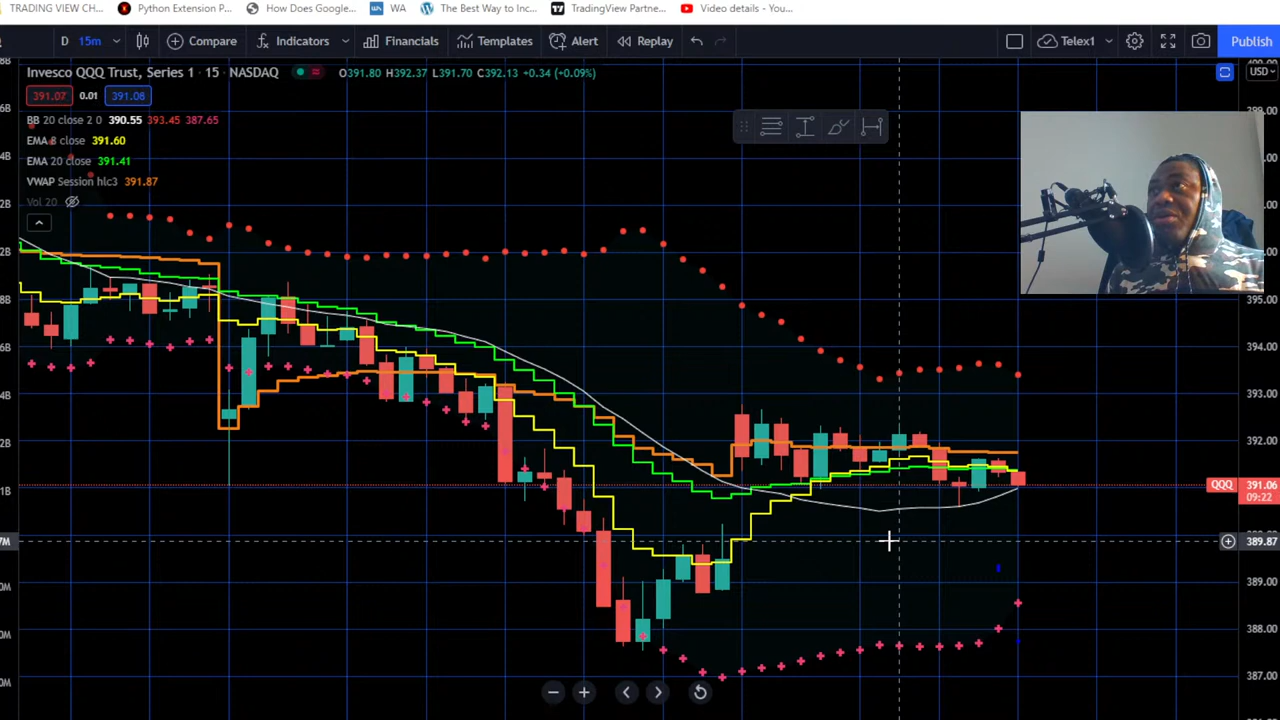 TRADING VIEW CH... Python Extension P... How Does Google... WA The Best Way to Inc... TradingView Partne... Video details - You...
D 15m Compare Indicators Financials Templates Alert Replay Telex1 Publish
Invesco QQQ Trust, Series 1 · 15 · NASDAQ O391.80 H392.37 L391.70 C392.13 +0.34 (+0.09%) USD
391.07 0.01 391.08
BB 20 close 2 0 390.55 393.45 387.65
EMA 8 close 391.60
EMA 20 close 391.41
VWAP Session hlc3 391.87
Vol 20
395.00
394.00
393.00
392.00
QQQ 391.06
09:22
389.87
389.00
388.00
387.00